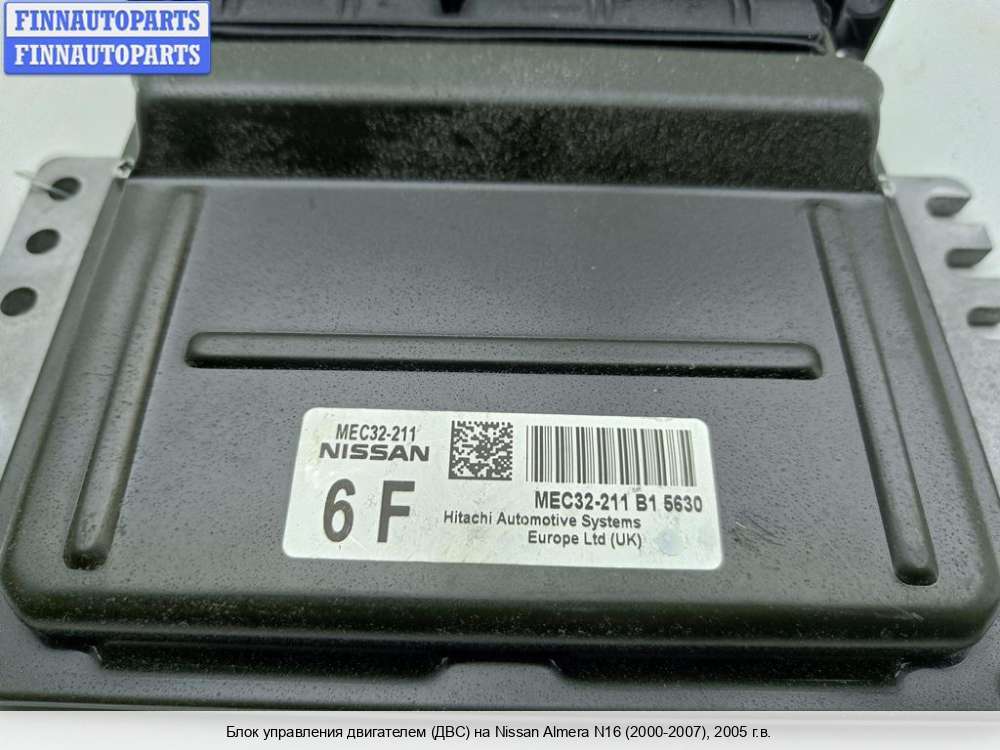 FINNAUTOPARTS
FINNAUTOPARTS
MEC32-211
NISSAN
6 F
MEC32-211 B1 5630
Hitachi Automotive Systems
Europe Ltd (UK)
Блок управления двигателем (ДВС) на Nissan Almera N16 (2000-2007), 2005 г.в.